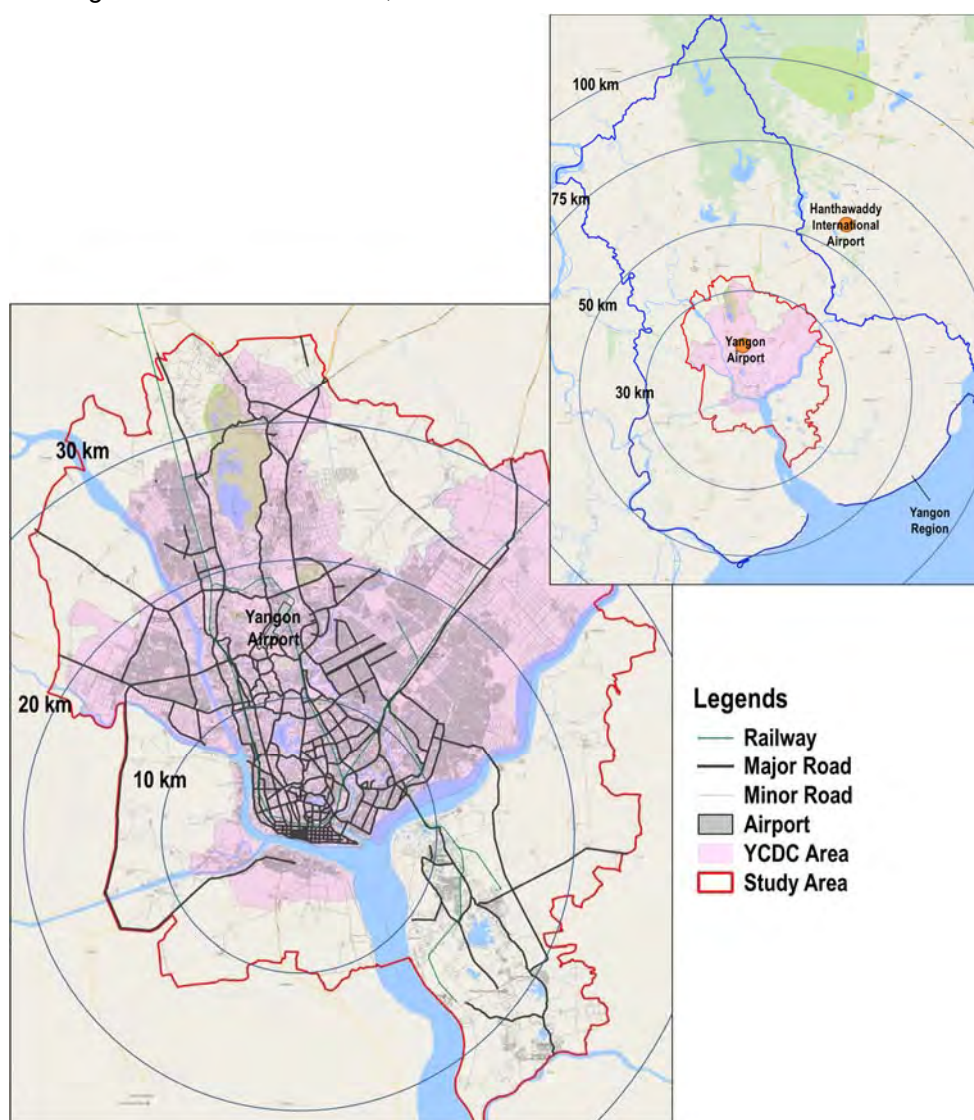 100 km
75 km
Hanthawaddy
International
Airport
50 km
Yangon
Airport
30 km
Yangon
Region
30 km
Yangon
Airport
20 km
10 km
Legends
Railway
Major Road
Minor Road
Airport
YCDC Area
Study Area